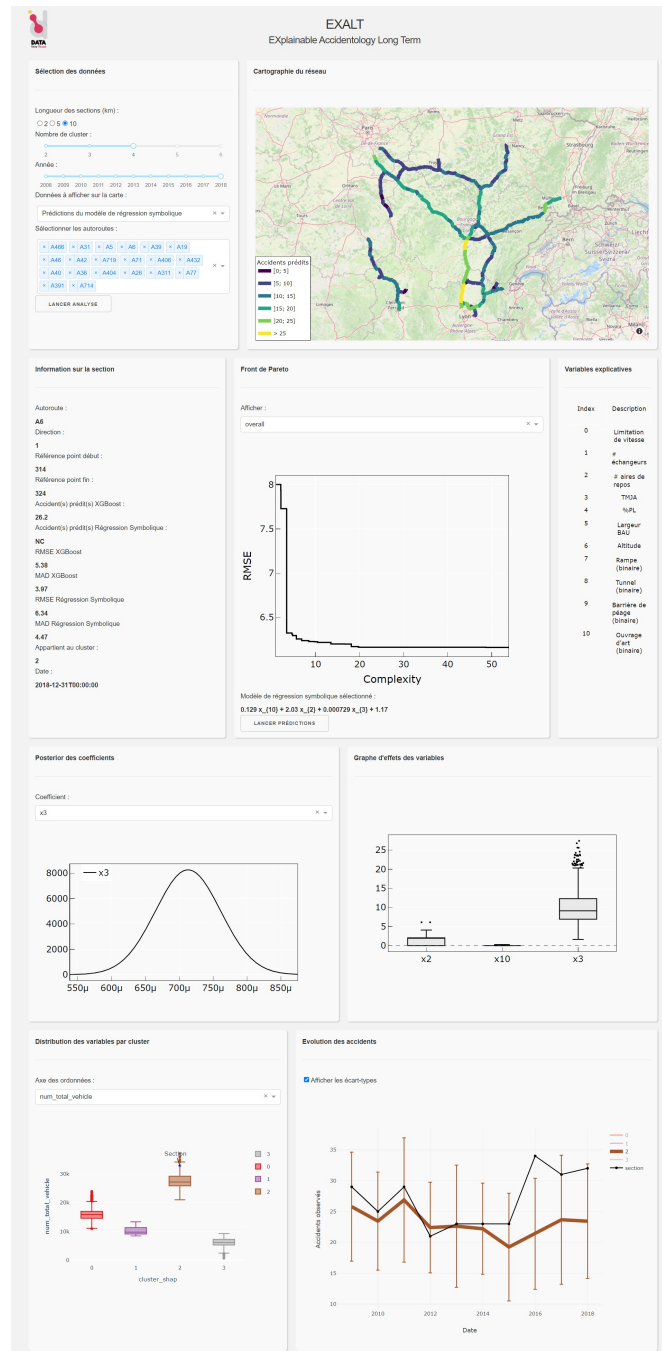 DATA
EXALT
EXplainable Accidentology Long Term
Sélection des données
Longueur des sections (km) :
2 5 10
Nombre de cluster :
2 3 4 5 6
Année :
2008 2009 2010 2011 2012 2013 2014 2015 2016 2017 2018
Données à afficher sur la carte :
Prédictions du modèle de régression symbolique
Sélectionner les autoroutes :
× A466 × A31 × A5 × A6 × A39 × A19
× A46 × A42 × A719 × A71 × A406 × A432
× A40 × A36 × A404 × A26 × A311 × A77
× A391 × A714
LANCER ANALYSE
Cartographie du réseau
Paris
Reims
Metz
Nancy
Strasbourg
Orléans
Tours
Le Mans
Bern
Zürich
Lyon
Limoges
Annecy
Chambéry
Milano
Accidents prédits
[0; 5]
]5; 10]
]10; 15]
]15; 20]
]20; 25]
> 25
Information sur la section
Autoroute :
A6
Direction :
1
Référence point début :
314
Référence point fin :
324
Accident(s) prédit(s) XGBoost :
26.2
Accident(s) prédit(s) Régression Symbolique :
NC
RMSE XGBoost
5.38
MAD XGBoost
3.97
RMSE Régression Symbolique
6.34
MAD Régression Symbolique
4.47
Appartient au cluster :
2
Date :
2018-12-31T00:00:00
Front de Pareto
Afficher :
overall
8
7.5
7
6.5
RMSE
10 20 30 40 50
Complexity
Modèle de régression symbolique sélectionné :
0.129 x_{10} + 2.03 x_{2} + 0.000729 x_{3} + 1.17
LANCER PRÉDICTIONS
Variables explicatives
Index Description
0 Limitation
de vitesse
1 #
échangeurs
2 # aires de
repos
3 TMJA
4 %PL
5 Largeur
BAU
6 Altitude
7 Rampe
(binaire)
8 Tunnel
(binaire)
9 Barrière de
péage
(binaire)
10 Ouvrage
d'art
(binaire)
Posterior des coefficients
Coefficient :
x3
x3
8000
6000
4000
2000
0
550µ 600µ 650µ 700µ 750µ 800µ 850µ
Graphe d'effets des variables
25
20
15
10
5
0
x2 x10 x3
Distribution des variables par cluster
Axe des ordonnées :
num_total_vehicle
Section
30k
20k
10k
0
num_total_vehicle
0 1 2 3
cluster_shap
3
0
1
2
Evolution des accidents
Afficher les écart-types
35
30
25
20
15
10
Accidents observés
2010 2012 2014 2016 2018
Date
0
1
2
3
section